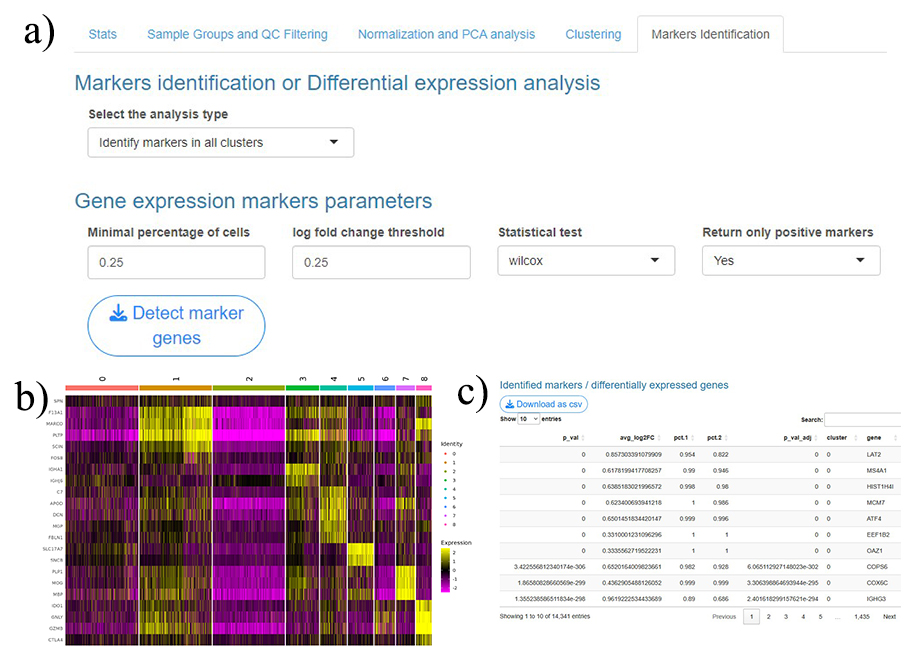 a)
Stats Sample Groups and QC Filtering Normalization and PCA analysis Clustering Markers Identification
Markers identification or Differential expression analysis
Select the analysis type
Identify markers in all clusters
Gene expression markers parameters
Minimal percentage of cells log fold change threshold Statistical test Return only positive markers
0.25 0.25 wilcox Yes
Detect marker
genes
b)
0 1 2 3 4 5 6 7 8
SPN
F13A1
MARCO
PLTP
SCIN
FOSB
IGHA1
IGHJ6
C7
APOD
DCN
MGP
FBLN1
SLC17A7
SNCB
PLP1
MOG
MBP
IDO1
GNLY
GZMB
CTLA4
Identity
0
1
2
3
4
5
6
7
8
Expression
2
1
0
-1
-2
c)
Identified markers / differentially expressed genes
Download as csv
Show 10 entries Search:
p_val avg_log2FC pct.1 pct.2 p_val_adj cluster gene
0 0.857303391079909 0.954 0.822 0 0 LAT2
0 0.61781994177082​57 0.99 0.946 0 0 MS4A1
0 0.6385183021996572 0.998 0.98 0 0 HIST1H4I
0 0.623400693941218 1 0.986 0 0 MCM7
0 0.6501451834420147 0.999 0.996 0 0 ATF4
0 0.3510001231096296 1 1 0 0 EEF1B2
0 0.3333562719522231 1 1 0 0 OAZ1
3.42255681234017​4e-306 0.6520164009823661 0.982 0.928 6.065112927148023e-302 0 COPS6
1.86580828660569e-299 0.4362905488126052 0.999 0.999 3.306398864693944e-295 0 COX6C
1.355238586511834e-298 0.9619222534433689 0.89 0.686 2.401618299157621e-294 0 IGHG3
Showing 1 to 10 of 14,341 entries Previous 1 2 3 4 5 ... 1,435 Next